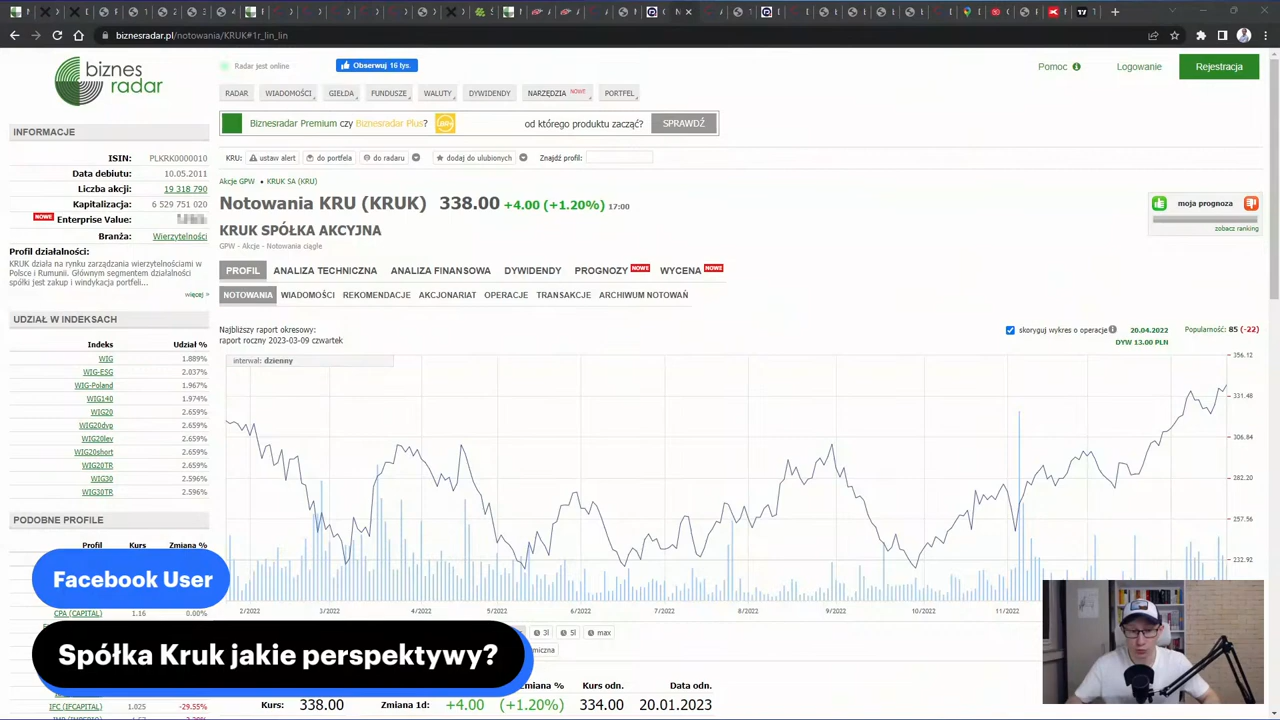 biznesradar.pl/notowania/KRUK#1r_lin_lin
biznes
radar
Radar jest online
Obserwuj 16 tys.
Pomoc
Logowanie
Rejestracja
RADAR
WIADOMOŚCI
GIEŁDA
FUNDUSZE
WALUTY
DYWIDENDY
NARZĘDZIA NOWE
PORTFEL
Biznesradar Premium czy Biznesradar Plus?
od którego produktu zacząć?
SPRAWDŹ
KRU:
ustaw alert
do portfela
do radaru
dodaj do ulubionych
Znajdź profil:
INFORMACJE
ISIN: PLKRK0000010
Data debiutu: 10.05.2011
Liczba akcji: 19 318 790
Kapitalizacja: 6 529 751 020
NOWE Enterprise Value:
Branża: Wierzytelności
Profil działalności:
KRUK działa na rynku zarządzania wierzytelnościami w
Polsce i Rumunii. Głównym segmentem działalności
spółki jest zakup i windykacja portfeli...
więcej »
Akcje GPW • KRUK SA (KRU)
Notowania KRU (KRUK) 338.00 +4.00 (+1.20%) 17:00
KRUK SPÓŁKA AKCYJNA
GPW - Akcje - Notowania ciągłe
moja prognoza
zobacz ranking
PROFIL
ANALIZA TECHNICZNA
ANALIZA FINANSOWA
DYWIDENDY
PROGNOZY NOWE
WYCENA NOWE
NOTOWANIA
WIADOMOŚCI
REKOMENDACJE
AKCJONARIAT
OPERACJE
TRANSAKCJE
ARCHIWUM NOTOWAŃ
UDZIAŁ W INDEKSACH
Indeks Udział %
WIG 1.889%
WIG-ESG 2.037%
WIG-Poland 1.967%
WIG140 1.974%
WIG20 2.659%
WIG20dvp 2.659%
WIG20lev 2.659%
WIG20short 2.659%
WIG20TR 2.659%
WIG30 2.596%
WIG30TR 2.596%
PODOBNE PROFILE
Profil Kurs Zmiana %
CPA (CAPITAL) 1.16 0.00%
IFC (IFCAPITAL) 1.025 -29.55%
Najbliższy raport okresowy:
raport roczny 2023-03-09 czwartek
skoryguj wykres o operacje
20.04.2022
DYW 13.00 PLN
Popularność: 85 (-22)
interwał: dzienny
356.12
331.48
306.84
282.20
257.56
232.92
2/2022
3/2022
4/2022
5/2022
6/2022
7/2022
8/2022
9/2022
10/2022
11/2022
3l
5l
max
Zmiana %
Kurs odn.
Data odn.
Kurs: 338.00
Zmiana 1d: +4.00 (+1.20%) 334.00 20.01.2023
Facebook User
Spółka Kruk jakie perspektywy?